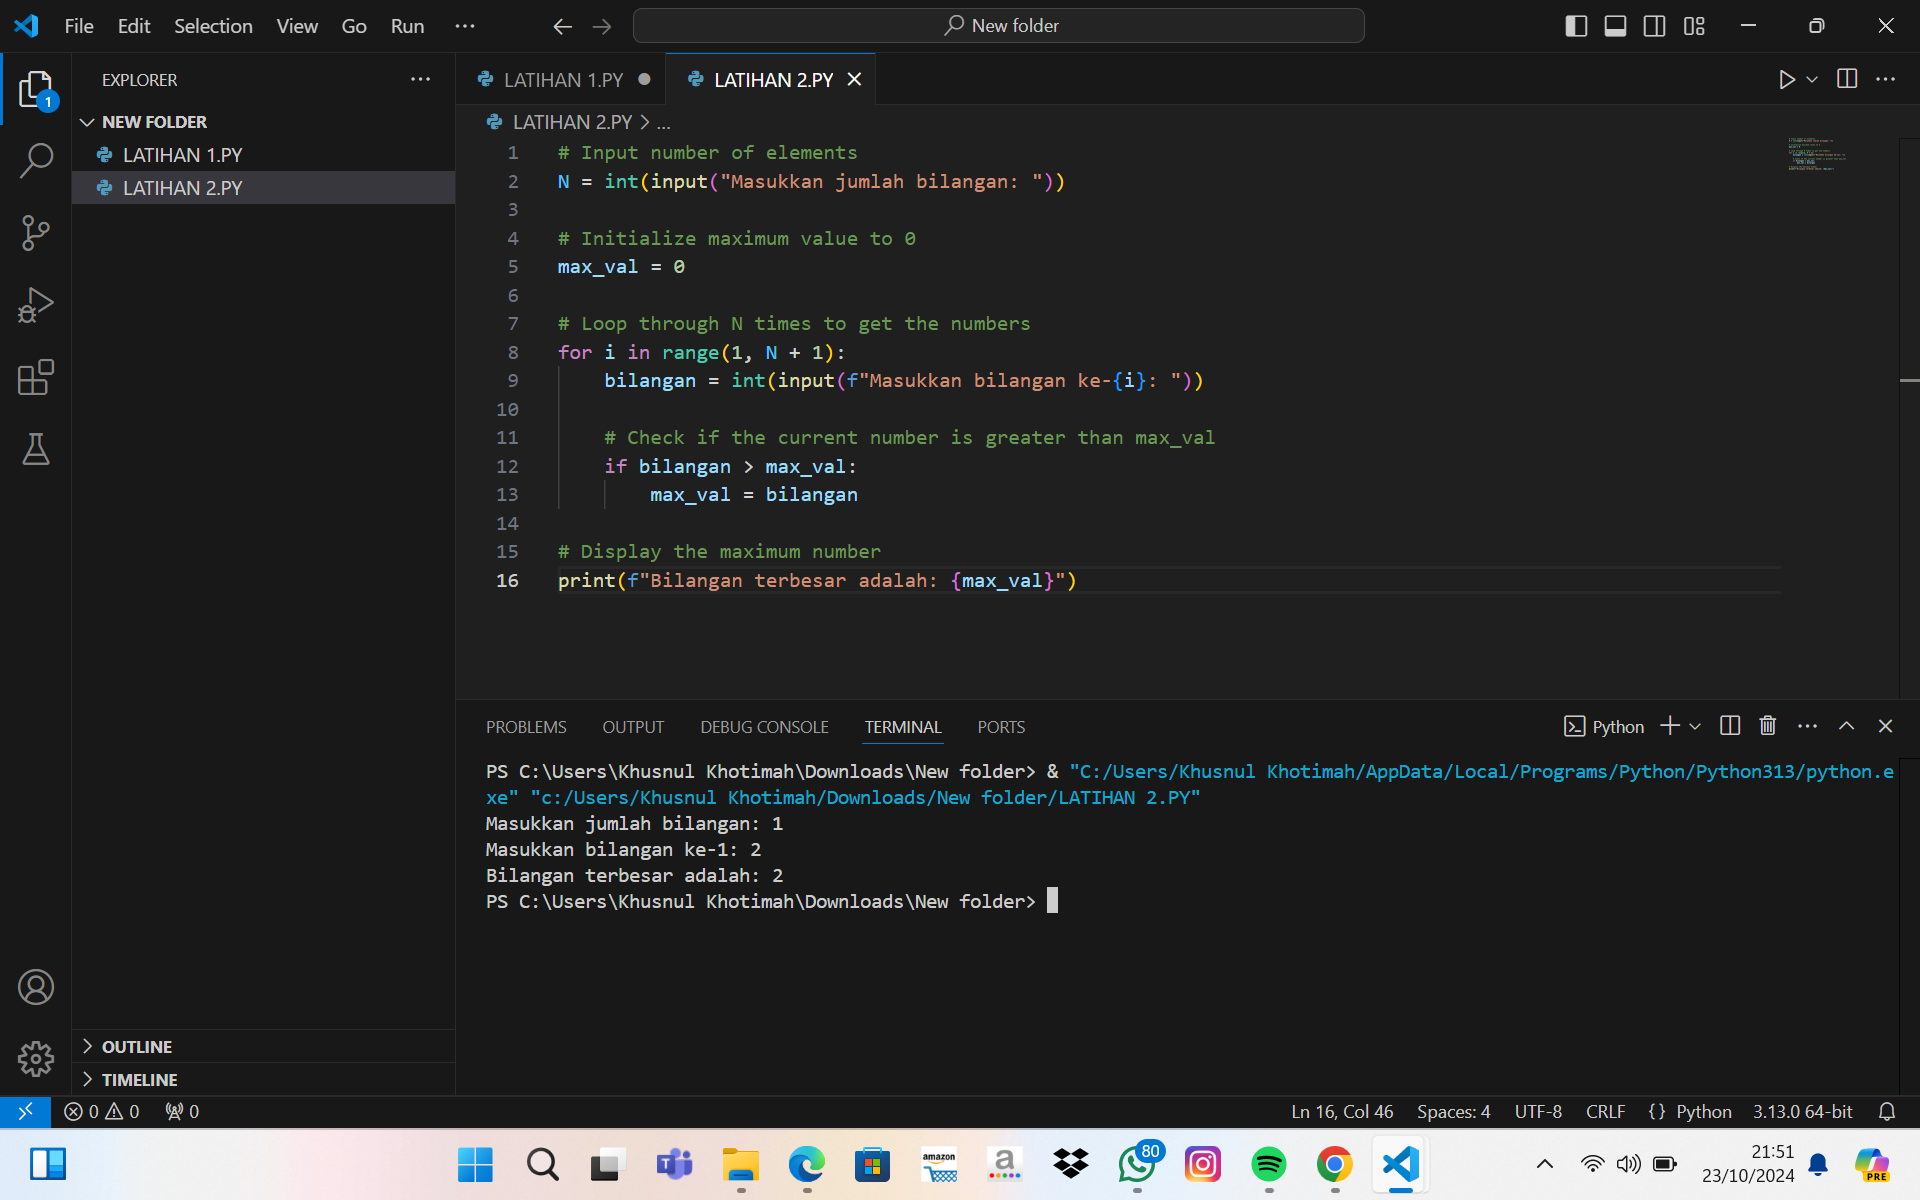 File Edit Selection View Go Run ···
New folder
EXPLORER ···
1
NEW FOLDER
LATIHAN 1.PY
LATIHAN 2.PY
OUTLINE
TIMELINE
LATIHAN 1.PY
LATIHAN 2.PY
LATIHAN 2.PY > ...
1 # Input number of elements
2 N = int(input("Masukkan jumlah bilangan: "))
3
4 # Initialize maximum value to 0
5 max_val = 0
6
7 # Loop through N times to get the numbers
8 for i in range(1, N + 1):
9     bilangan = int(input(f"Masukkan bilangan ke-{i}: "))
10
11     # Check if the current number is greater than max_val
12     if bilangan > max_val:
13         max_val = bilangan
14
15 # Display the maximum number
16 print(f"Bilangan terbesar adalah: {max_val}")
PROBLEMS OUTPUT DEBUG CONSOLE TERMINAL PORTS
Python
PS C:\Users\Khusnul Khotimah\Downloads\New folder> & "C:/Users/Khusnul Khotimah/AppData/Local/Programs/Python/Python313/python.e
xe" "c:/Users/Khusnul Khotimah/Downloads/New folder/LATIHAN 2.PY"
Masukkan jumlah bilangan: 1
Masukkan bilangan ke-1: 2
Bilangan terbesar adalah: 2
PS C:\Users\Khusnul Khotimah\Downloads\New folder>
0 0 0
Ln 16, Col 46 Spaces: 4 UTF-8 CRLF {} Python 3.13.0 64-bit
amazon
a
80
21:51
23/10/2024
PRE